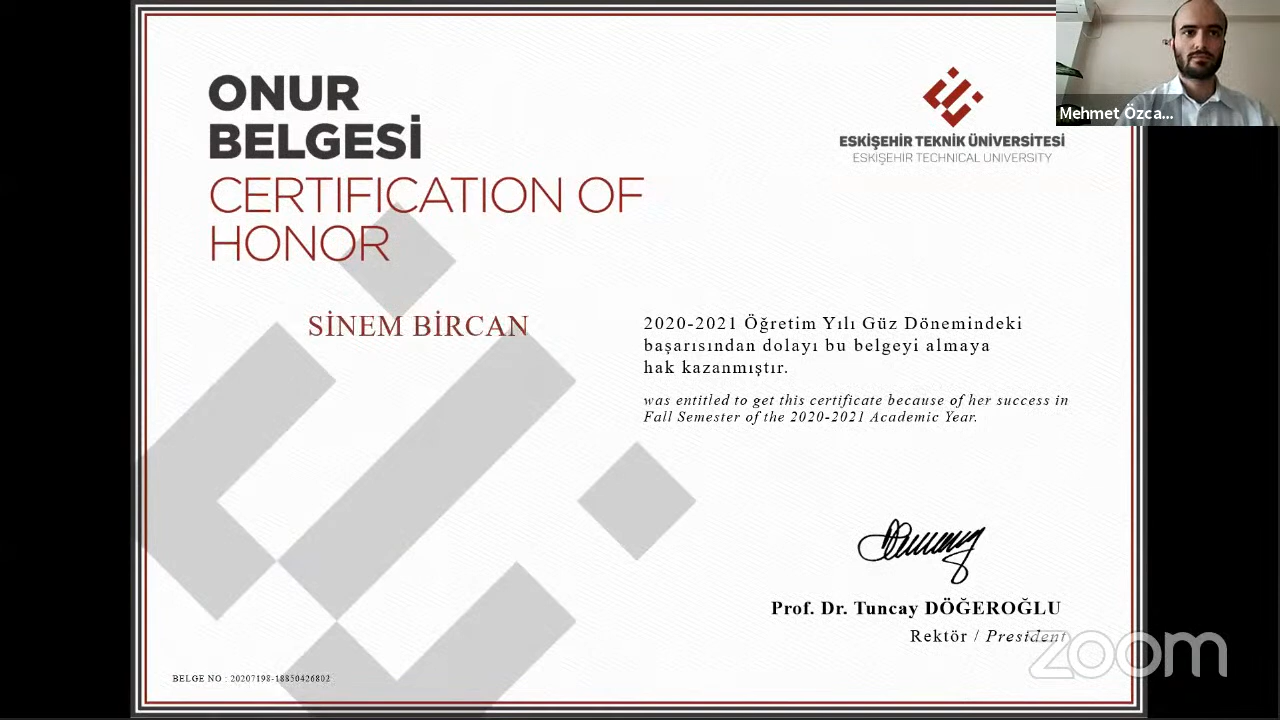 ONUR
BELGESİ
CERTIFICATION OF
HONOR
ESKİŞEHİR TEKNİK ÜNİVERSİTESİ
ESKİŞEHİR TECHNICAL UNIVERSITY
Mehmet Özca...
SİNEM BİRCAN
2020-2021 Öğretim Yılı Güz Dönemindeki
başarısından dolayı bu belgeyi almaya
hak kazanmıştır.
was entitled to get this certificate because of her success in
Fall Semester of the 2020-2021 Academic Year.
Prof. Dr. Tuncay DÖĞEROĞLU
Rektör / President
zoom
BELGE NO : 20207198-18850426802